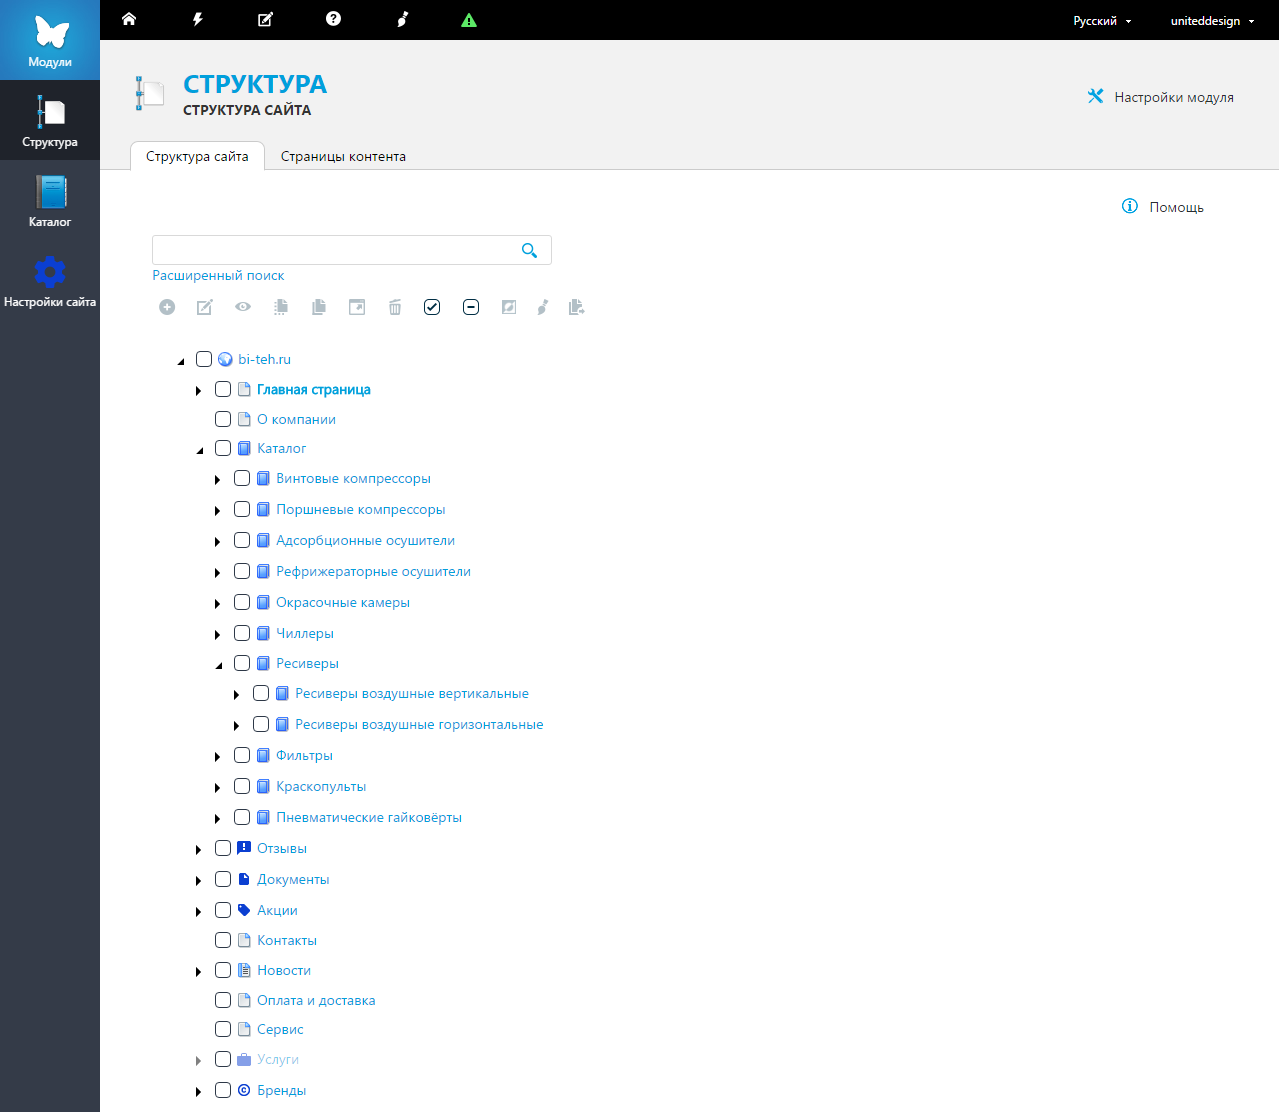 Русский
uniteddesign
Модули
Структура
Каталог
Настройки сайта
СТРУКТУРА
СТРУКТУРА САЙТА
Настройки модуля
Структура сайта
Страницы контента
Помощь
Расширенный поиск
bi-teh.ru
Главная страница
О компании
Каталог
Винтовые компрессоры
Поршневые компрессоры
Адсорбционные осушители
Рефрижераторные осушители
Окрасочные камеры
Чиллеры
Ресиверы
Ресиверы воздушные вертикальные
Ресиверы воздушные горизонтальные
Фильтры
Краскопульты
Пневматические гайковёрты
Отзывы
Документы
Акции
Контакты
Новости
Оплата и доставка
Сервис
Услуги
Бренды